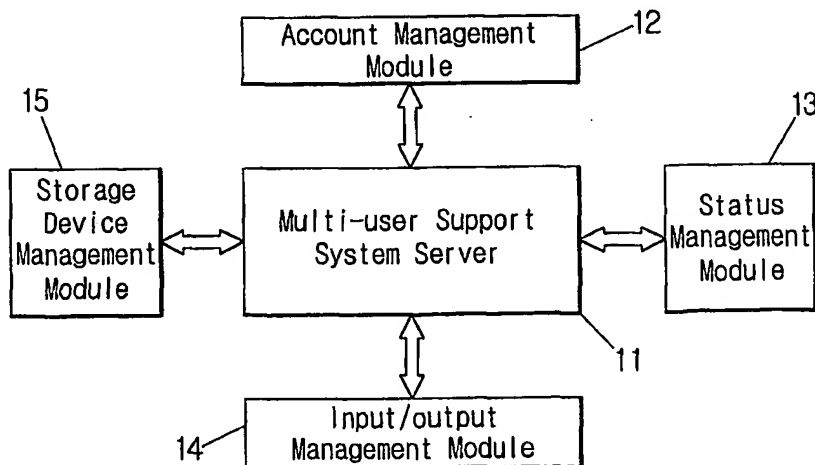 Account Management
Module
12
15
13
Storage
Device
Management
Module
Multi-user Support
System Server
Status
Management
Module
11
Input/output
Management Module
14